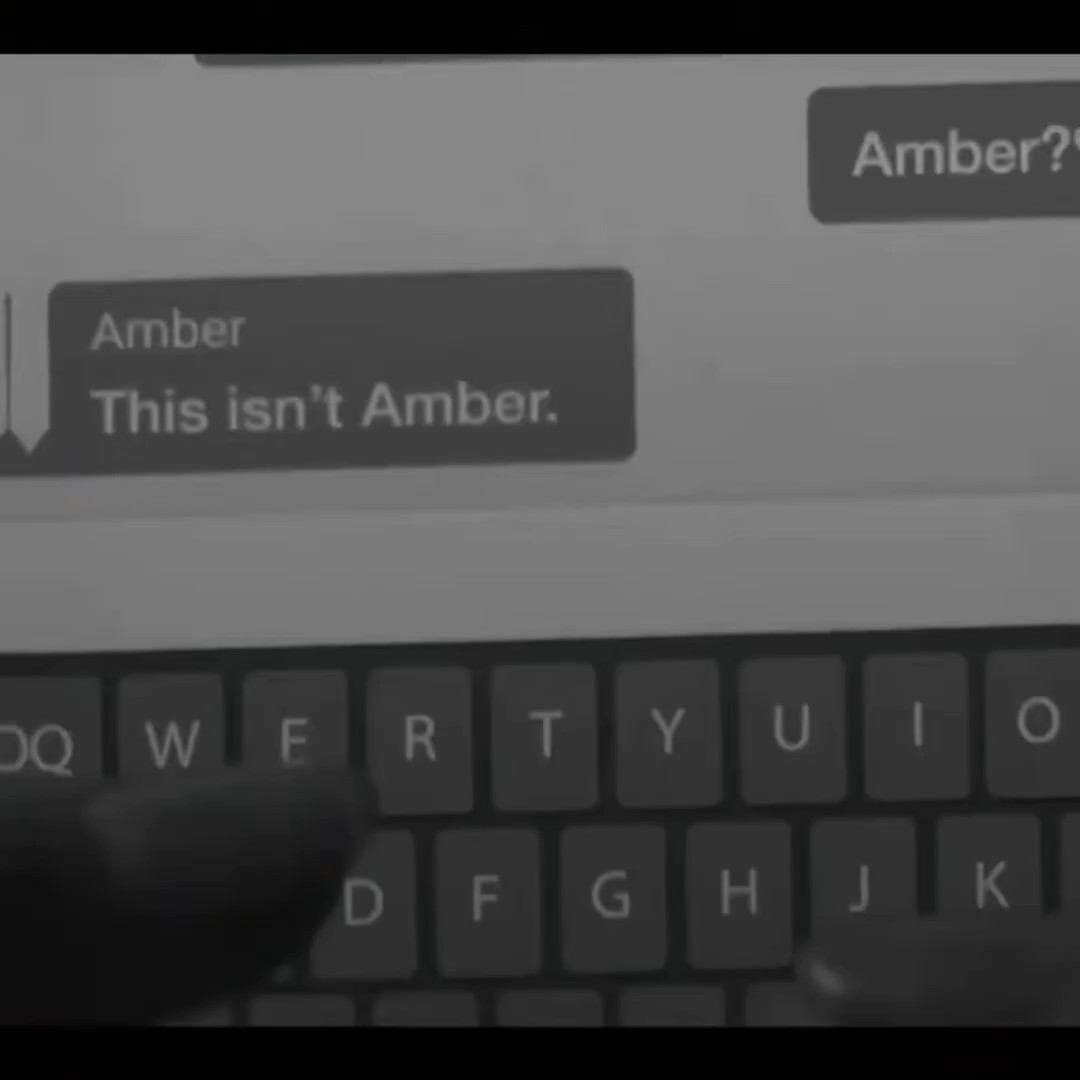 Amber?
Amber
This isn't Amber.
Q W E R T Y U I O
D F G H J K